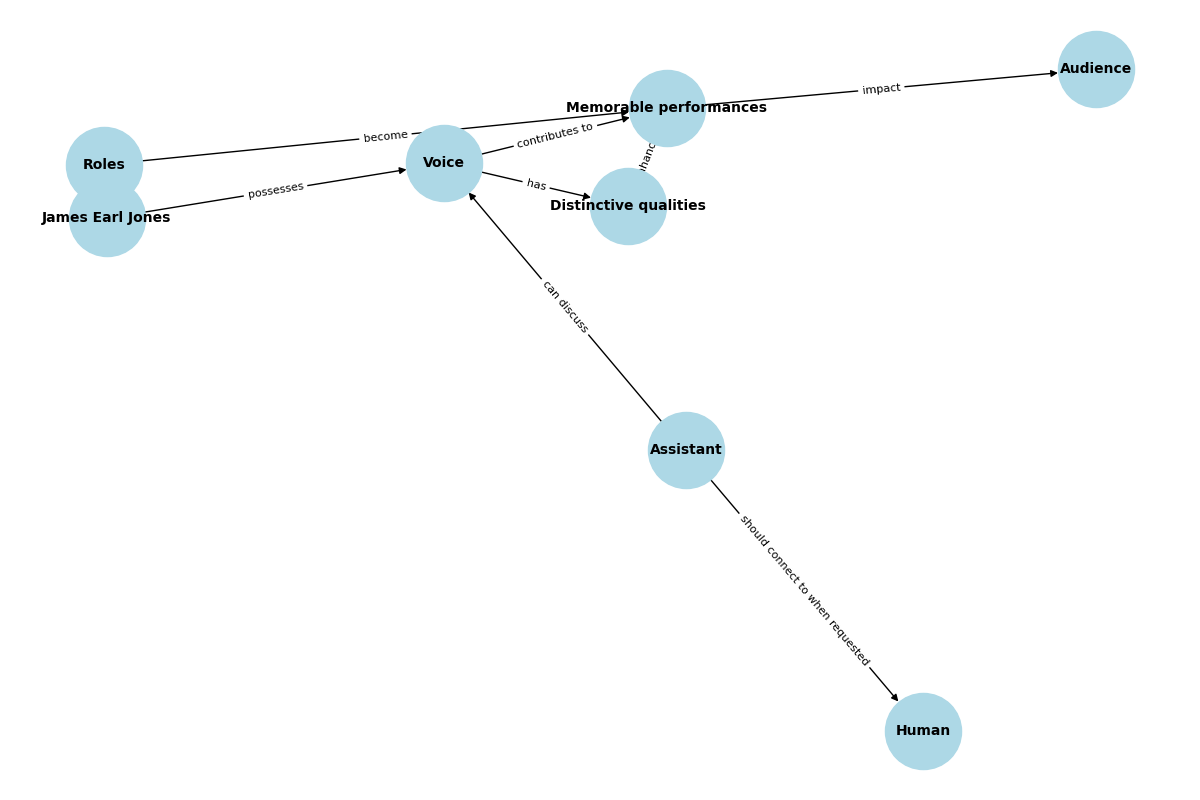 Audience
impact
Memorable performances
become
contributes to
Roles
Voice
has
possesses
Distinctive qualities
James Earl Jones
can discuss
Assistant
should connect to when requested
Human